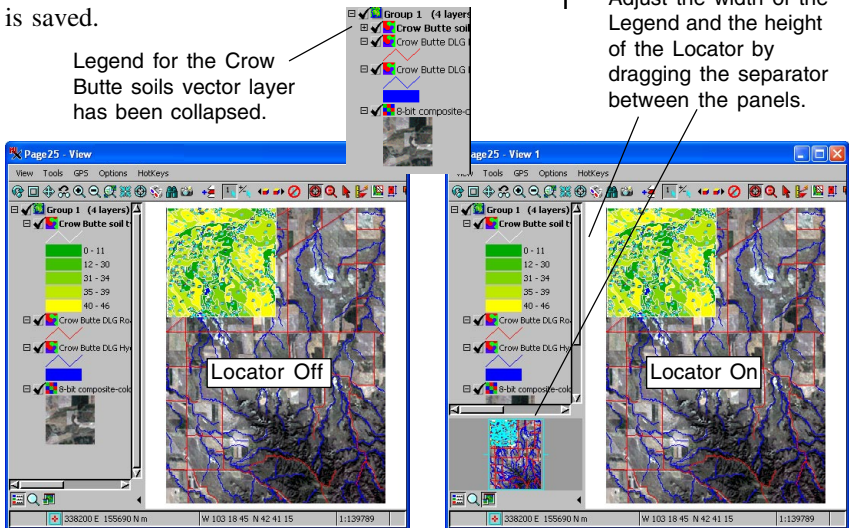 is saved.
Legend for the Crow
Butte soils vector layer
has been collapsed.
Group 1 (4 layers
Crow Butte soil
Crow Butte DLG
Crow Butte DLG
8-bit composite-c
Adjust the width of the
Legend and the height
of the Locator by
dragging the separator
between the panels.
Page25 - View
View Tools GPS Options HotKeys
Group 1 (4 layers)
Crow Butte soil t
0 - 11
12 - 30
31 - 34
35 - 39
40 - 46
Crow Butte DLG Ro
Crow Butte DLG Hy
8-bit composite-colo
Locator Off
338200 E 155690 N m
W 103 18 45 N 42 41 15
1:139789
Page25 - View 1
Tools GPS Options HotKeys
Group 1 (4 layers)
Crow Butte soil t
0 - 11
12 - 30
31 - 34
35 - 39
40 - 46
Crow Butte DLG Ro
Crow Butte DLG Hy
8-bit composite-colo
Locator On
338200 E 155690 N m
W 103 18 45 N 42 41 15
1:139789